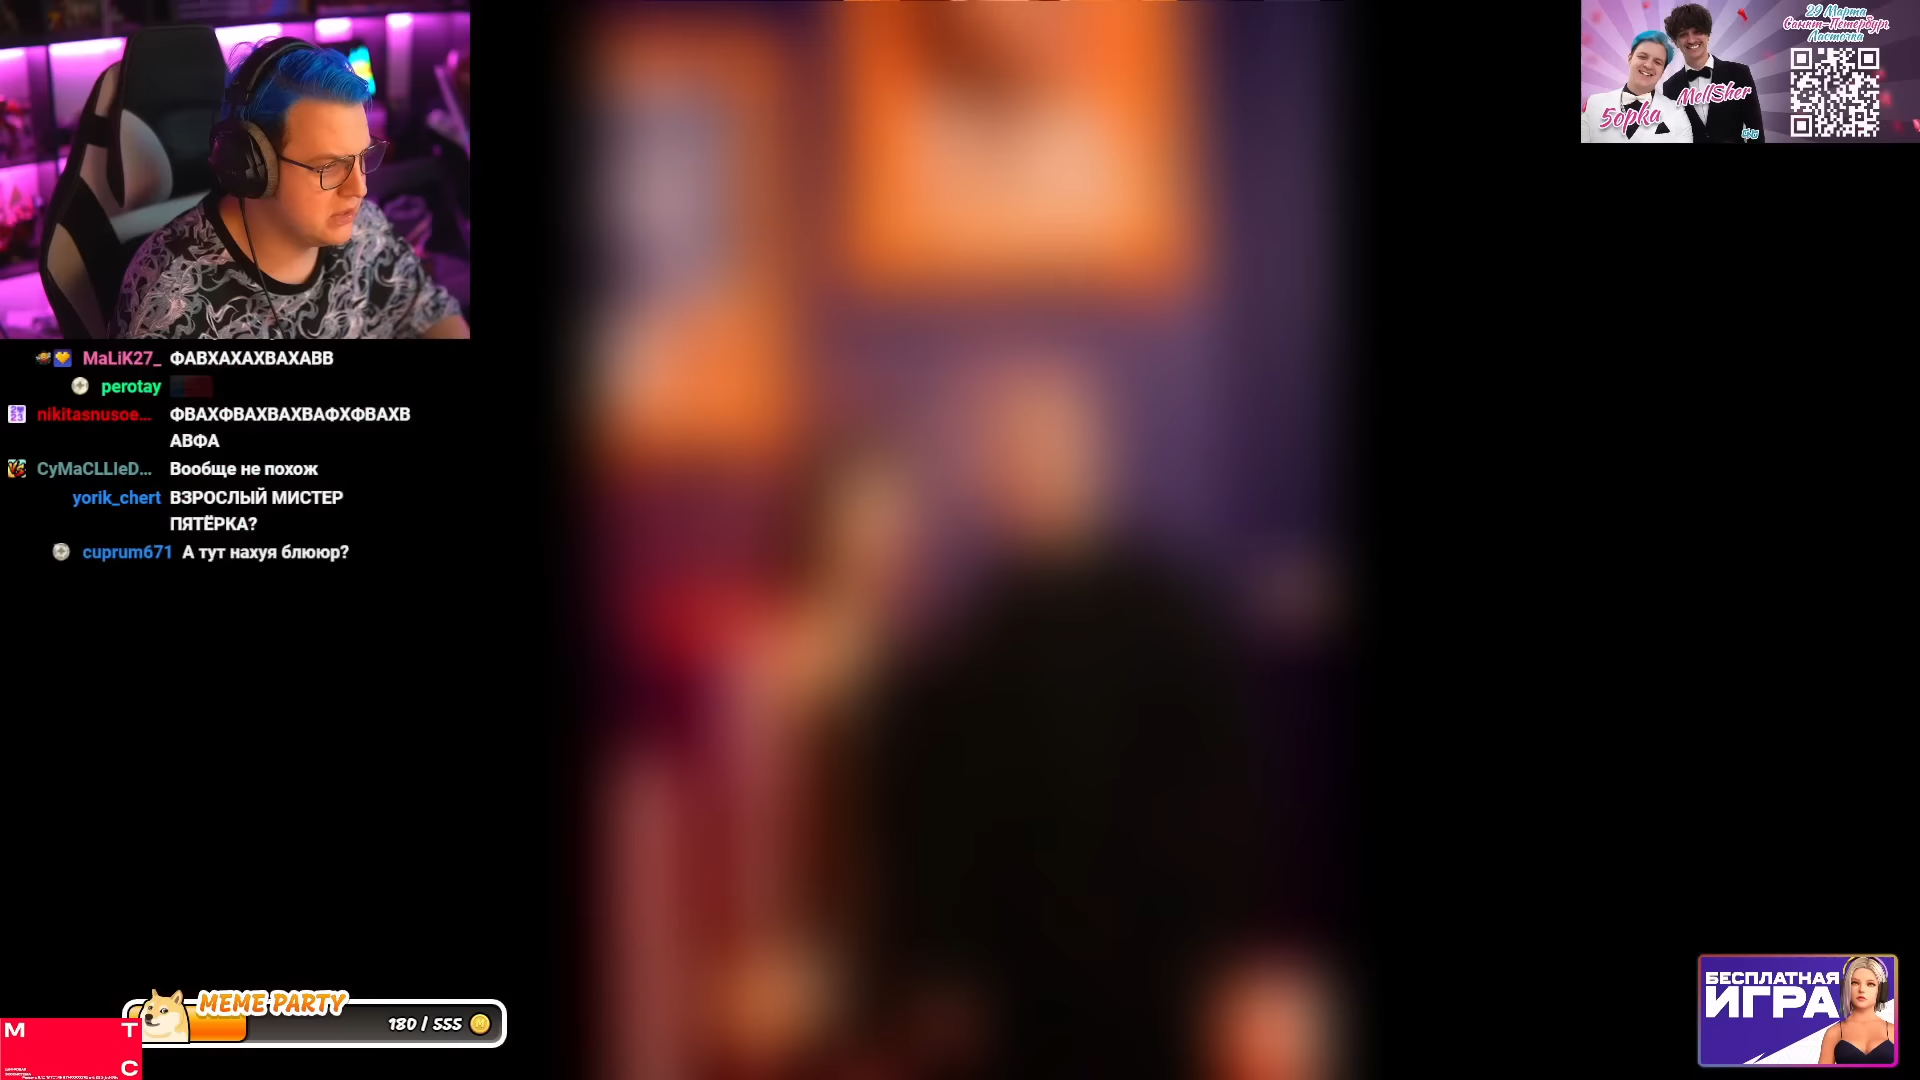 29 Марта
Санкт-Петербург
Ласточка
5opka
MellSher
MaLiK27_ ФАВХАХАХВАХАВВ
perotay
nikitasnusoe... ФВАХФВАХВАХВАФХФВАХВ
АВФА
CyMaCLLIeD... Вообще не похож
yorik_chert ВЗРОСЛЫЙ МИСТЕР
ПЯТЁРКА?
cuprum671 А тут нахуя блююр?
MEME PARTY
180 / 555
М Т
С
БЕСПЛАТНАЯ
ИГРА